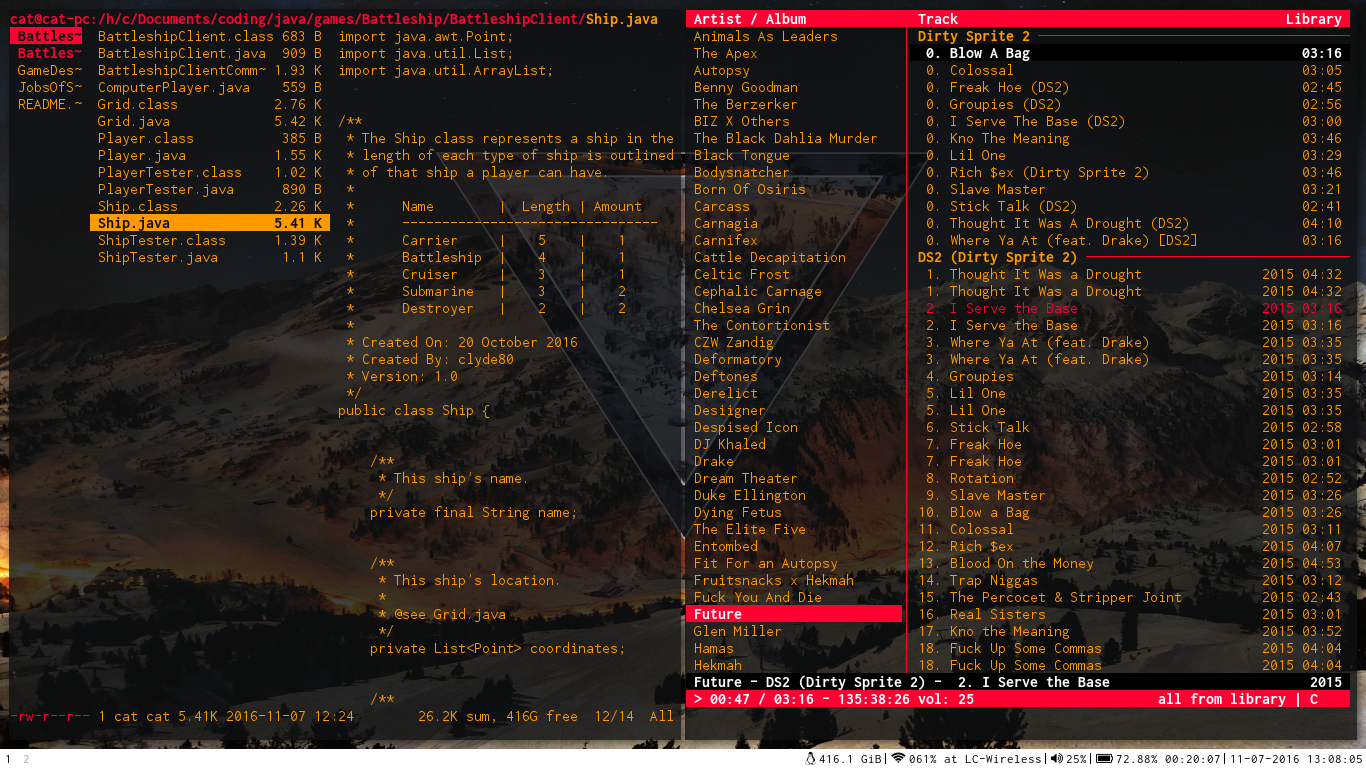 cat@cat-pc:/h/c/Documents/coding/java/games/Battleship/BattleshipClient/Ship.java
Battles~
Battles~
GameDes~
JobsOfS~
README.~
BattleshipClient.class 683 B
BattleshipClient.java 909 B
BattleshipClientComm~ 1.93 K
ComputerPlayer.java 559 B
Grid.class 2.76 K
Grid.java 5.42 K
Player.class 385 B
Player.java 1.55 K
PlayerTester.class 1.02 K
PlayerTester.java 890 B
Ship.class 2.26 K
Ship.java 5.41 K
ShipTester.class 1.39 K
ShipTester.java 1.1 K
import java.awt.Point;
import java.util.List;
import java.util.ArrayList;
/**
* The Ship class represents a ship in the
* length of each type of ship is outlined
* of that ship a player can have.
*
* Name | Length | Amount
* --------------------------------
* Carrier | 5 | 1
* Battleship | 4 | 1
* Cruiser | 3 | 1
* Submarine | 3 | 2
* Destroyer | 2 | 2
*
* Created On: 20 October 2016
* Created By: clyde80
* Version: 1.0
*/
public class Ship {
/**
* This ship's name.
*/
private final String name;
/**
* This ship's location.
*
* @see Grid.java
*/
private List<Point> coordinates;
/**
-rw-r--r-- 1 cat cat 5.41K 2016-11-07 12:24 26.2K sum, 416G free 12/14 All
Artist / Album
Animals As Leaders
The Apex
Autopsy
Benny Goodman
The Berzerker
BIZ X Others
The Black Dahlia Murder
Black Tongue
Bodysnatcher
Born Of Osiris
Carcass
Carnagia
Carnifex
Cattle Decapitation
Celtic Frost
Cephalic Carnage
Chelsea Grin
The Contortionist
CZW Zandig
Deformatory
Deftones
Derelict
Desiigner
Despised Icon
DJ Khaled
Drake
Dream Theater
Duke Ellington
Dying Fetus
The Elite Five
Entombed
Fit For an Autopsy
Fruitsnacks x Hekmah
Fuck You And Die
Future
Glen Miller
Hamas
Hekmah
Track Library
Dirty Sprite 2
0. Blow A Bag 03:16
0. Colossal 03:05
0. Freak Hoe (DS2) 02:45
0. Groupies (DS2) 02:56
0. I Serve The Base (DS2) 03:00
0. Kno The Meaning 03:46
0. Lil One 03:29
0. Rich $ex (Dirty Sprite 2) 03:46
0. Slave Master 03:21
0. Stick Talk (DS2) 02:41
0. Thought It Was A Drought (DS2) 04:10
0. Where Ya At (feat. Drake) [DS2] 03:16
DS2 (Dirty Sprite 2)
1. Thought It Was a Drought 2015 04:32
1. Thought It Was a Drought 2015 04:32
2. I Serve the Base 2015 03:16
2. I Serve the Base 2015 03:16
3. Where Ya At (feat. Drake) 2015 03:35
3. Where Ya At (feat. Drake) 2015 03:35
4. Groupies 2015 03:14
5. Lil One 2015 03:35
5. Lil One 2015 03:35
6. Stick Talk 2015 02:58
7. Freak Hoe 2015 03:01
7. Freak Hoe 2015 03:01
8. Rotation 2015 02:52
9. Slave Master 2015 03:26
10. Blow a Bag 2015 03:26
11. Colossal 2015 03:11
12. Rich $ex 2015 04:07
13. Blood On the Money 2015 04:53
14. Trap Niggas 2015 03:12
15. The Percocet & Stripper Joint 2015 02:43
16. Real Sisters 2015 03:01
17. Kno the Meaning 2015 03:52
18. Fuck Up Some Commas 2015 04:04
18. Fuck Up Some Commas 2015 04:04
Future - DS2 (Dirty Sprite 2) - 2. I Serve the Base 2015
> 00:47 / 03:16 - 135:38:26 vol: 25 all from library | C
1 2 416.1 GiB| 061% at LC-Wireless| 25%| 72.88% 00:20:07| 11-07-2016 13:08:05